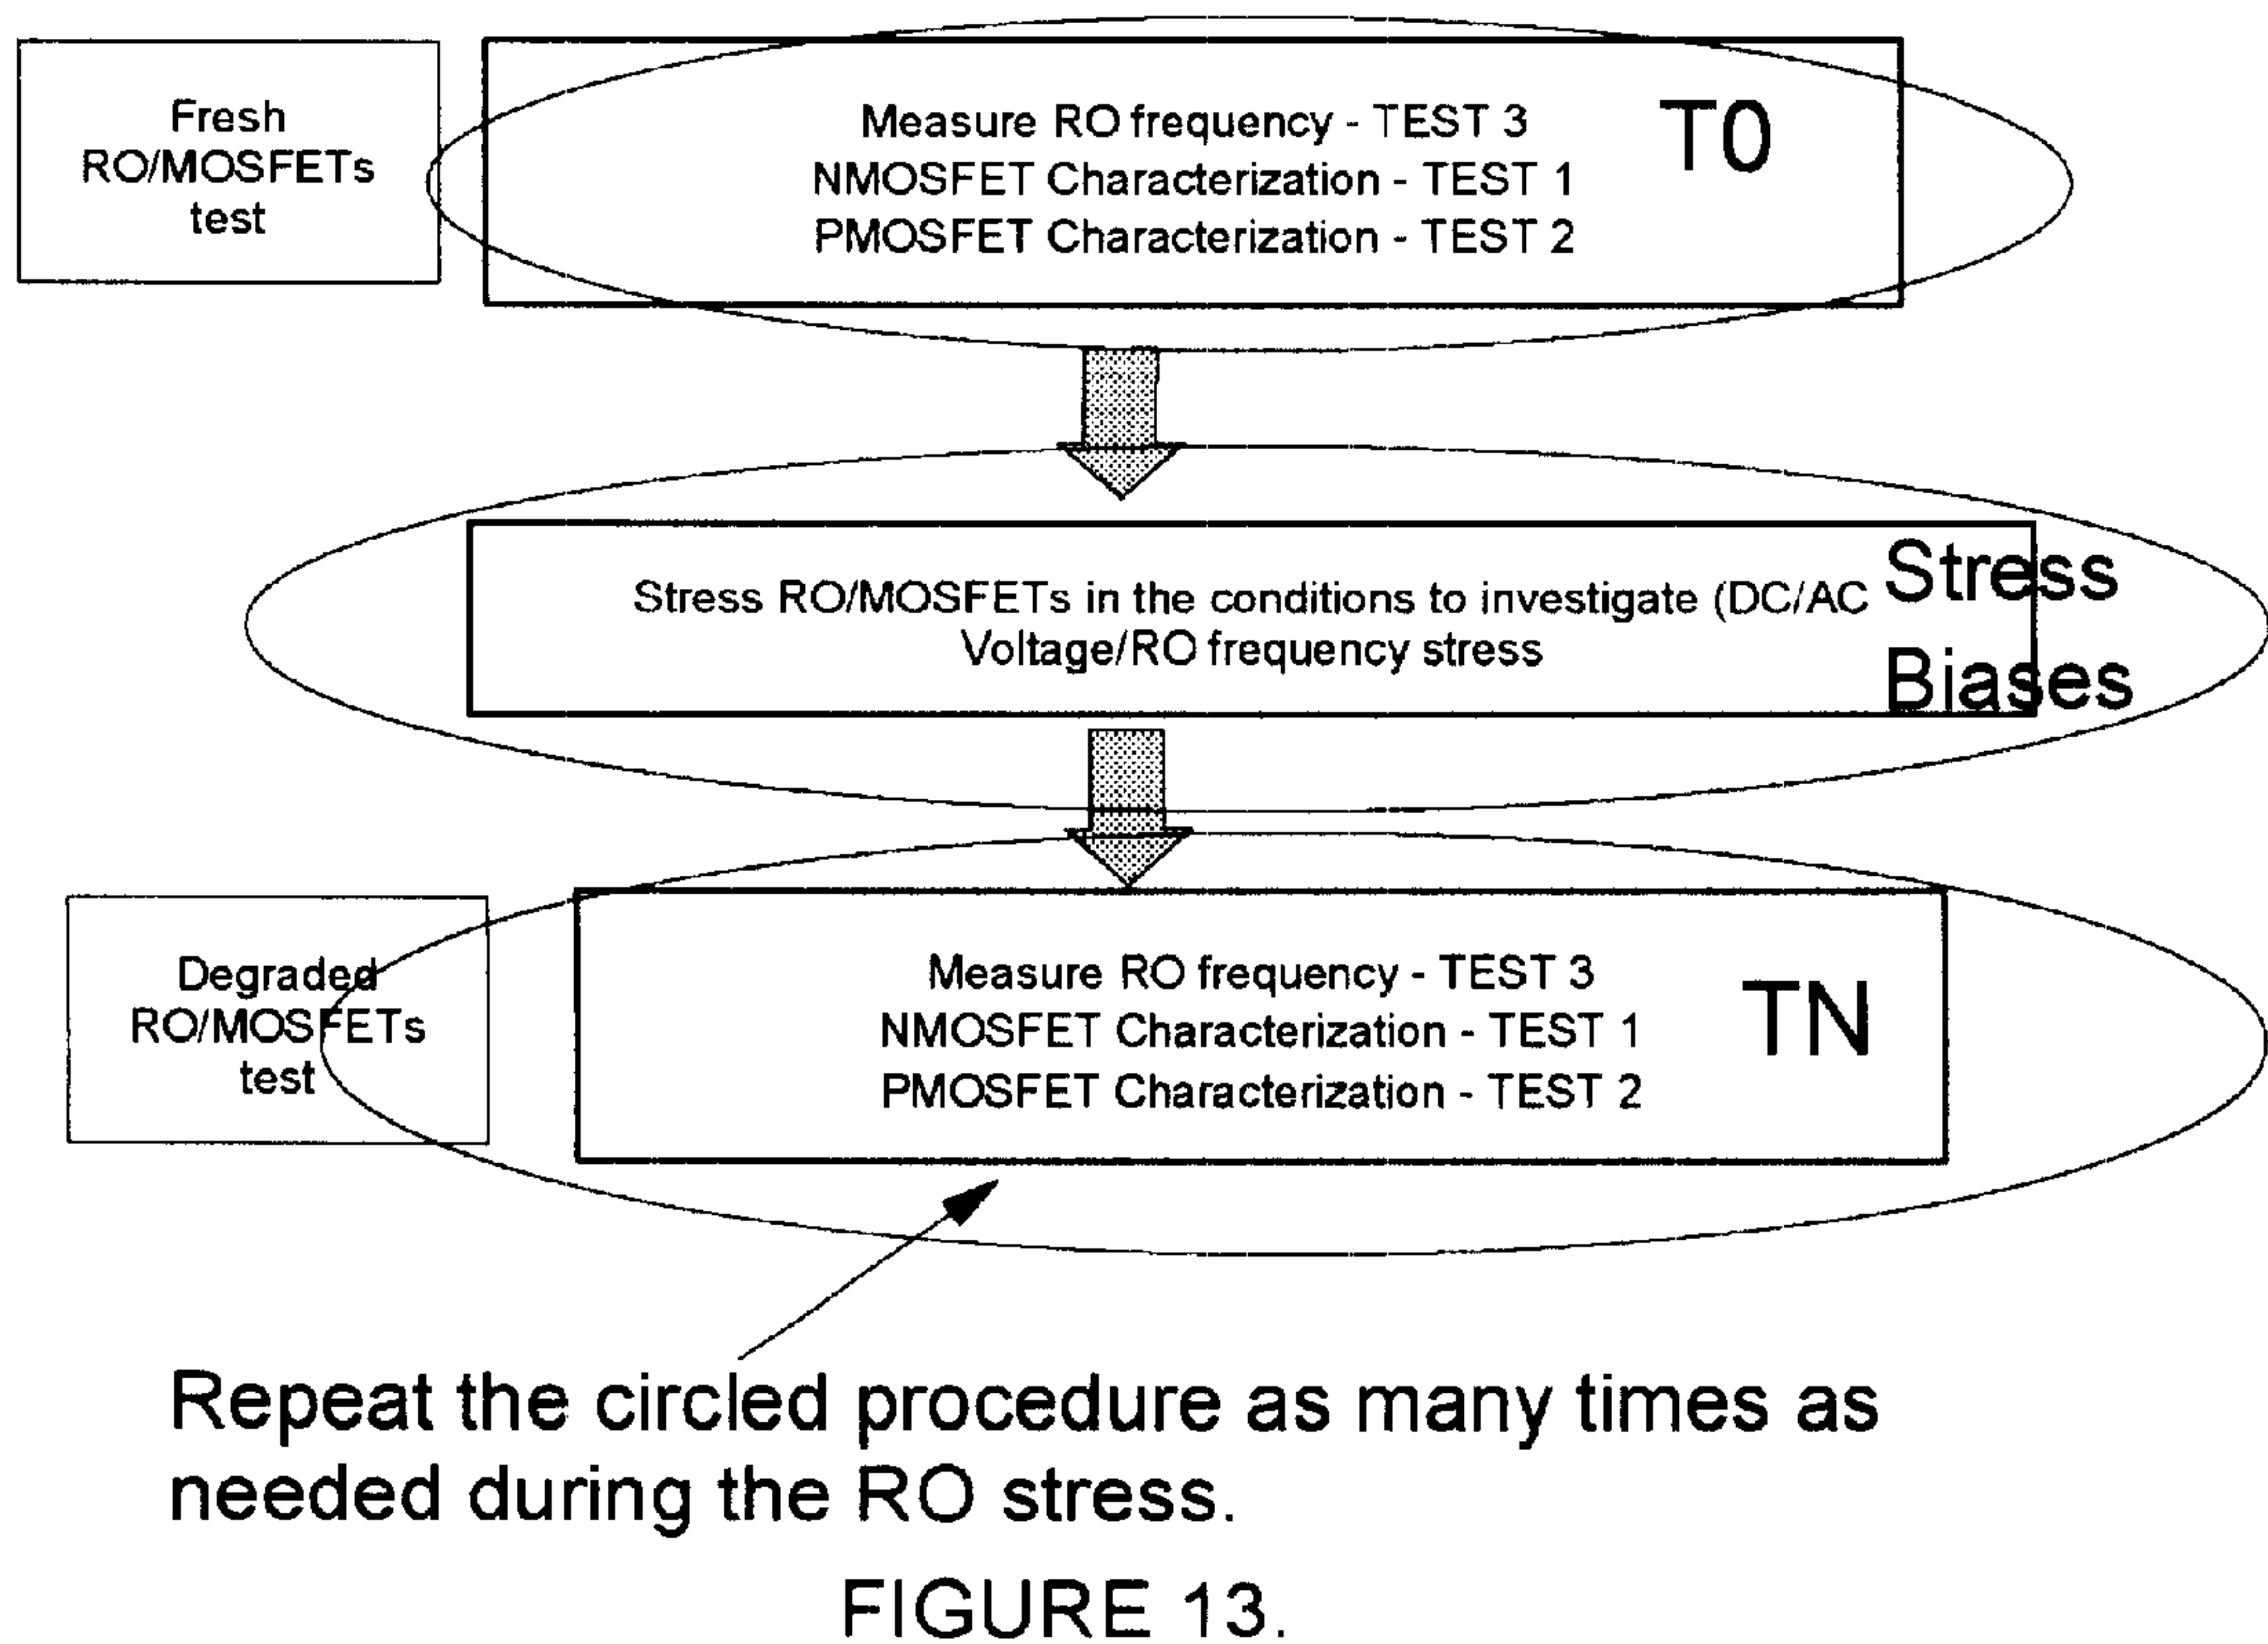 Fresh
RO/MOSFETs
test
Measure RO frequency - TEST 3
NMOSFET Characterization - TEST 1
PMOSFET Characterization - TEST 2
T0
Stress RO/MOSFETs in the conditions to investigate (DC/AC
Voltage/RO frequency stress
Stress
Biases
Degraded
RO/MOSFETs
test
Measure RO frequency - TEST 3
NMOSFET Characterization - TEST 1
PMOSFET Characterization - TEST 2
TN
Repeat the circled procedure as many times as
needed during the RO stress.
FIGURE 13.